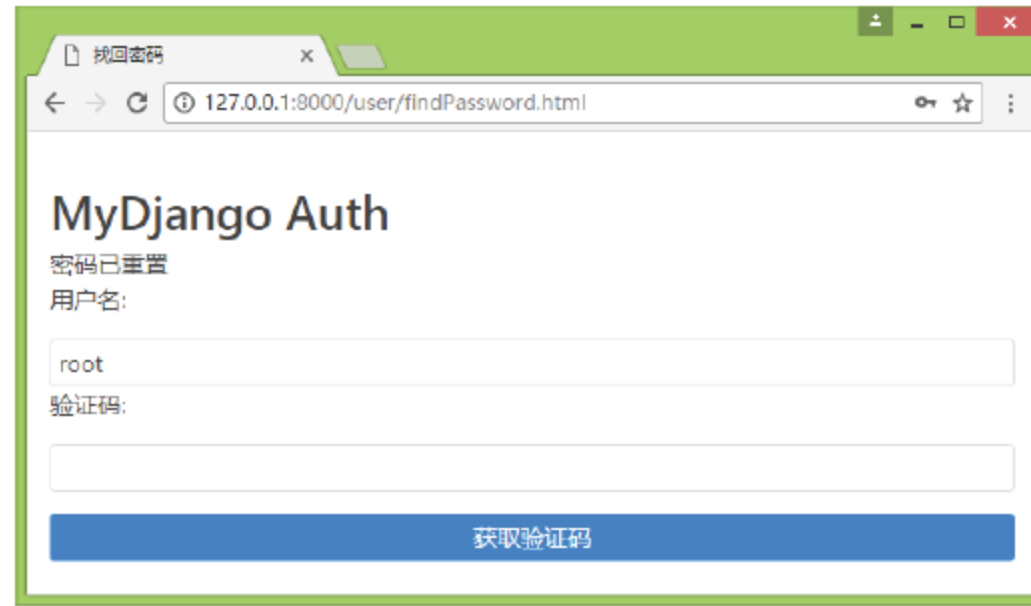 找回密码
127.0.0.1:8000/user/findPassword.html
MyDjango Auth
密码已重置
用户名:
root
验证码:
获取验证码